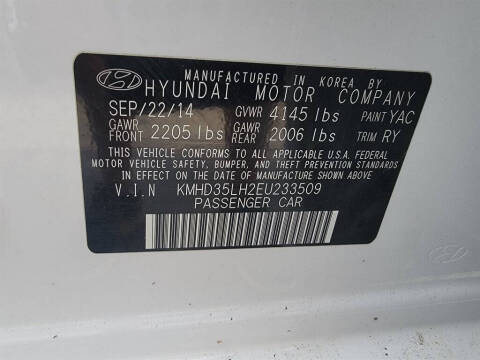 MANUFACTURED IN KOREA BY
HYUNDAI MOTOR COMPANY
SEP/22/14 GVWR 4145 lbs PAINT YAC
GAWR FRONT 2205 lbs GAWR REAR 2006 lbs TRIM RY
THIS VEHICLE CONFORMS TO ALL APPLICABLE U.S.A. FEDERAL
MOTOR VEHICLE SAFETY, BUMPER, AND THEFT PREVENTION STANDARDS
IN EFFECT ON THE DATE OF MANUFACTURE SHOWN ABOVE.
V.I.N KMHD35LH2EU233509
PASSENGER CAR